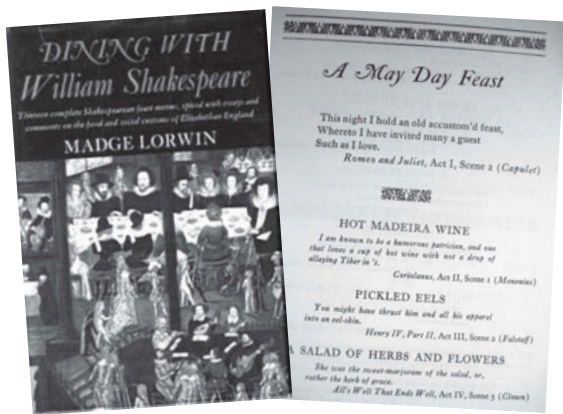 DINING WITH
William Shakespeare
Thirteen complete Shakespearean feast menus, spiced with essays and
comments on the food and social customs of Elizabethan England
MADGE LORWIN
A May Day Feast
This night I hold an old accustom'd feast,
Whereto I have invited many a guest
Such as I love.
Romeo and Juliet, Act I, Scene 2 (Capulet)
HOT MADEIRA WINE
I am known to be a humorous patrician, and one
that loves a cup of hot wine with not a drop of
allaying Tiber in 't.
Coriolanus, Act II, Scene 1 (Menenius)
PICKLED EELS
You might have thrust him and all his apparel
into an eel-skin.
Henry IV, Part II, Act III, Scene 2 (Falstaff)
A SALAD OF HERBS AND FLOWERS
She was the sweet-marjoram of the salad, or,
rather the herb of grace.
All's Well That Ends Well, Act IV, Scene 5 (Clown)